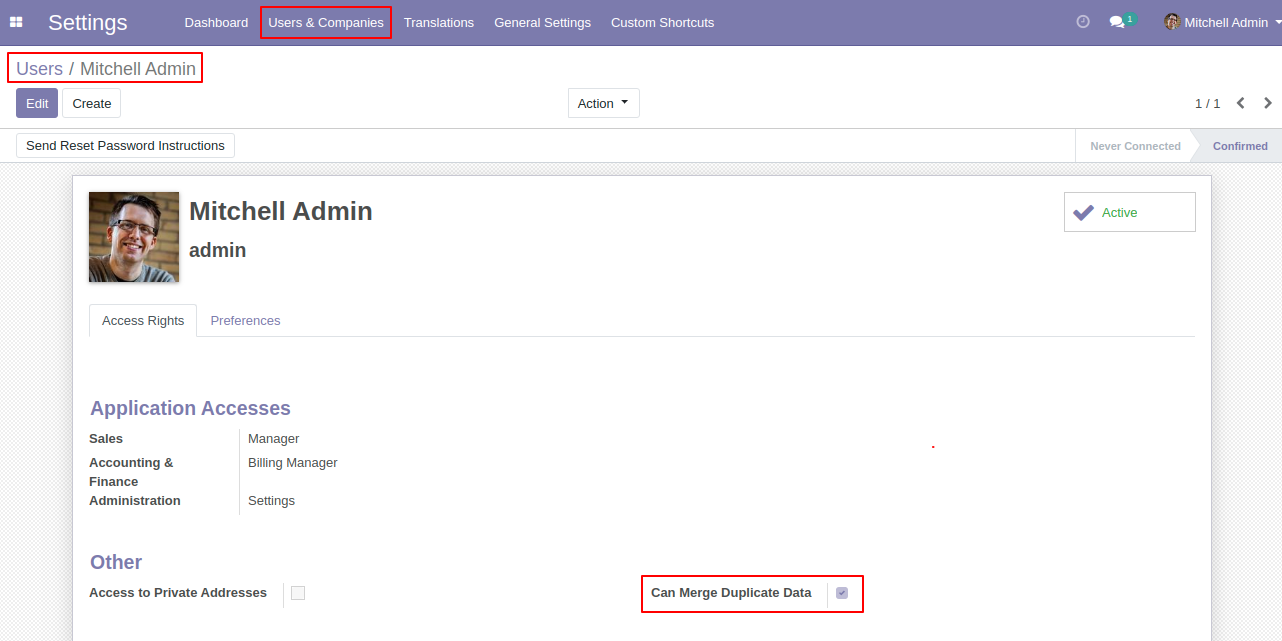 Settings Dashboard Users & Companies Translations General Settings Custom Shortcuts 1 Mitchell Admin
Users / Mitchell Admin
Edit Create Action 1 / 1
Send Reset Password Instructions Never Connected Confirmed
Mitchell Admin Active
admin
Access Rights Preferences
Application Accesses
Sales Manager
Accounting & Billing Manager
Finance
Administration Settings
Other
Access to Private Addresses Can Merge Duplicate Data